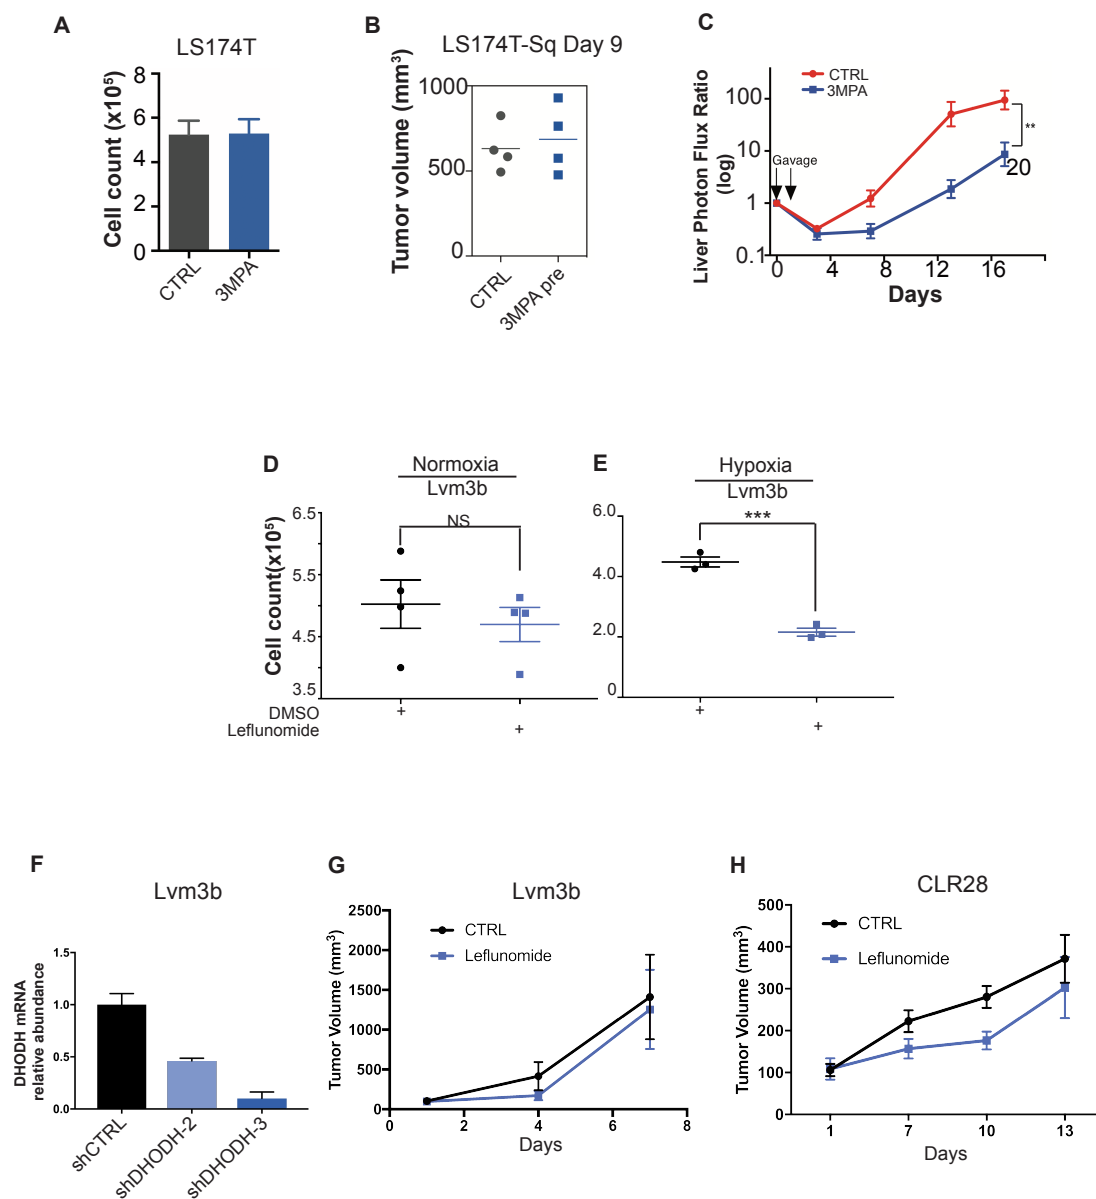 A
LS174T
Cell count (x10⁵)
8
6
4
2
0
CTRL
3MPA
B
LS174T-Sq Day 9
Tumor volume (mm³)
1000
500
0
CTRL
3MPA pre
C
Liver Photon Flux Ratio
(log)
CTRL
3MPA
100
10
1
0.1
Gavage
**
20
0 4 8 12 16
Days
D
Normoxia
Lvm3b
NS
Cell count(x10⁵)
6.5
5.5
4.5
3.5
DMSO +
Leflunomide +
E
Hypoxia
Lvm3b
***
6.0
4.0
2.0
0
+
+
F
Lvm3b
DHODH mRNA
relative abundance
1.5
1.0
0.5
0.0
shCTRL
shDHODH-2
shDHODH-3
G
Lvm3b
Tumor Volume (mm³)
2500
2000
1500
1000
500
0
CTRL
Leflunomide
0 2 4 6 8
Days
H
CLR28
Tumor Volume (mm³)
500
400
300
200
100
0
CTRL
Leflunomide
1 7 10 13
Days